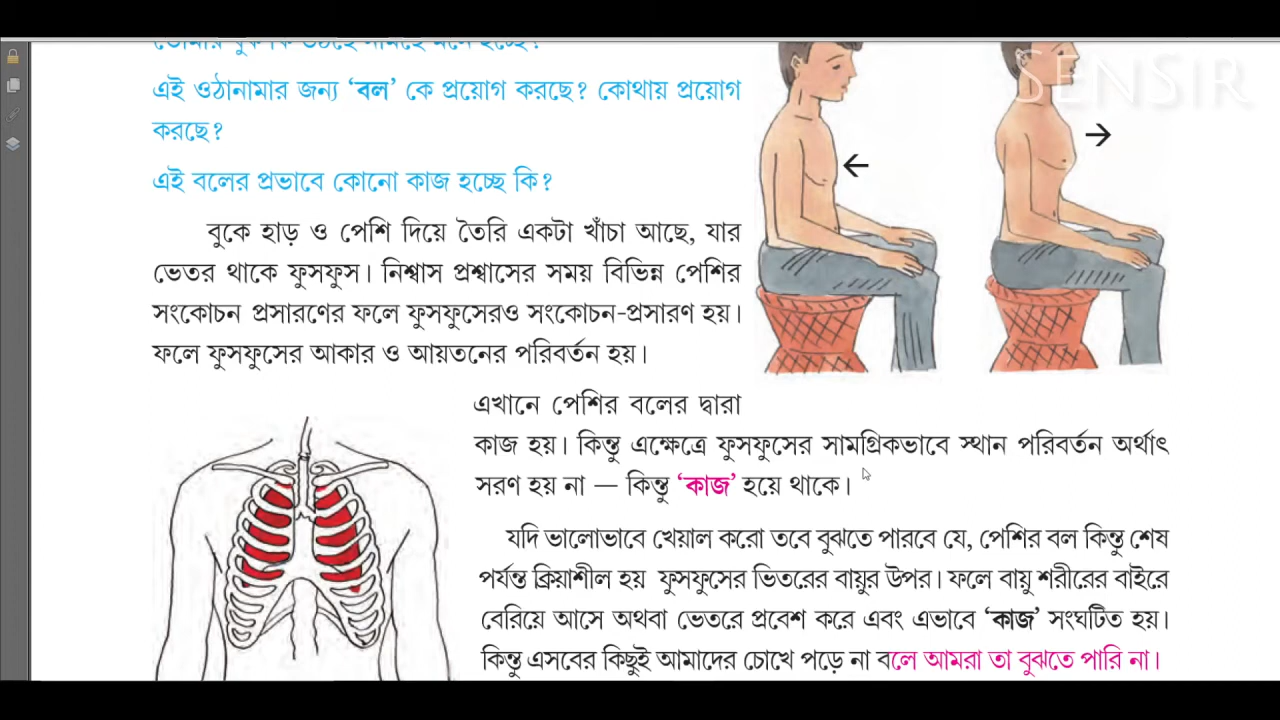 SENSIR
এই ওঠানামার জন্য ‘বল’ কে প্রয়োগ করছে? কোথায় প্রয়োগ
করছে?
এই বলের প্রভাবে কোনো কাজ হচ্ছে কি?
বুকে হাড় ও পেশি দিয়ে তৈরি একটা খাঁচা আছে, যার
ভেতর থাকে ফুসফুস। নিশ্বাস প্রশ্বাসের সময় বিভিন্ন পেশির
সংকোচন প্রসারণের ফলে ফুসফুসেরও সংকোচন-প্রসারণ হয়।
ফলে ফুসফুসের আকার ও আয়তনের পরিবর্তন হয়।
এখানে পেশির বলের দ্বারা
কাজ হয়। কিন্তু এক্ষেত্রে ফুসফুসের সামগ্রিকভাবে স্থান পরিবর্তন অর্থাৎ
সরণ হয় না — কিন্তু ‘কাজ’ হয়ে থাকে।
যদি ভালোভাবে খেয়াল করো তবে বুঝতে পারবে যে, পেশির বল কিন্তু শেষ
পর্যন্ত ক্রিয়াশীল হয় ফুসফুসের ভিতরের বায়ুর উপর। ফলে বায়ু শরীরের বাইরে
বেরিয়ে আসে অথবা ভেতরে প্রবেশ করে এবং এভাবে ‘কাজ’ সংঘটিত হয়।
কিন্তু এসবের কিছুই আমাদের চোখে পড়ে না বলে আমরা তা বুঝতে পারি না।